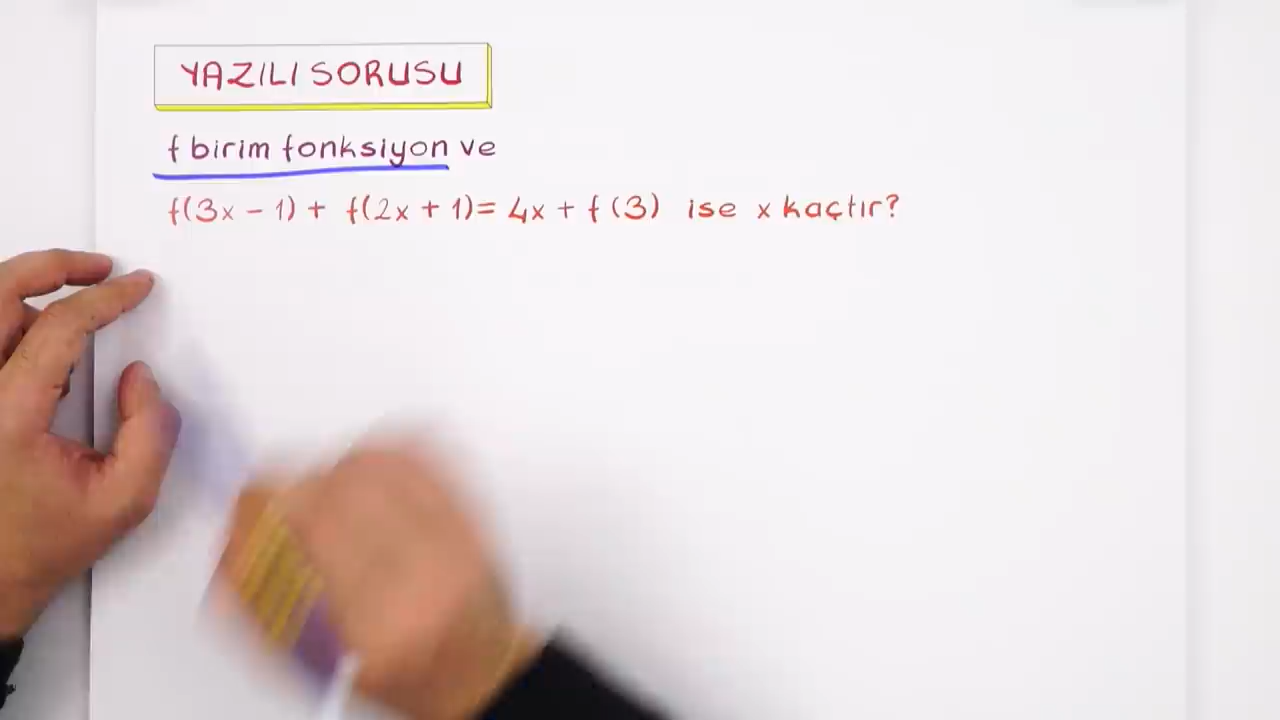 YAZILI SORUSU
f birim fonksiyon ve
f(3x - 1) + f(2x + 1) = 4x + f(3) ise x kaçtır?